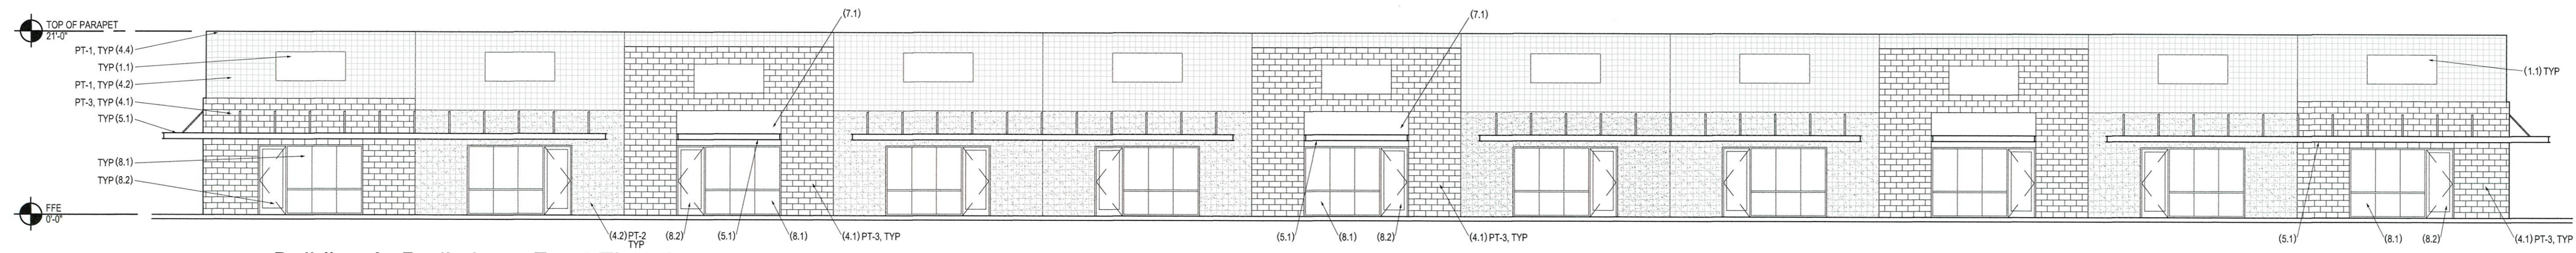 TOP OF PARAPET
21'-0"
PT-1, TYP (4.4)
TYP (1.1)
PT-1, TYP (4.2)
PT-3, TYP (4.1)
TYP (5.1)
TYP (8.1)
TYP (8.2)
FFE
0'-0"
(7.1)
(7.1)
(1.1) TYP
(4.2) PT-2
TYP
(8.2)
(5.1)
(8.1)
(4.1) PT-3, TYP
(5.1)
(8.1)
(8.2)
(4.1) PT-3, TYP
(5.1)
(8.1)
(8.2)
(4.1) PT-3, TYP